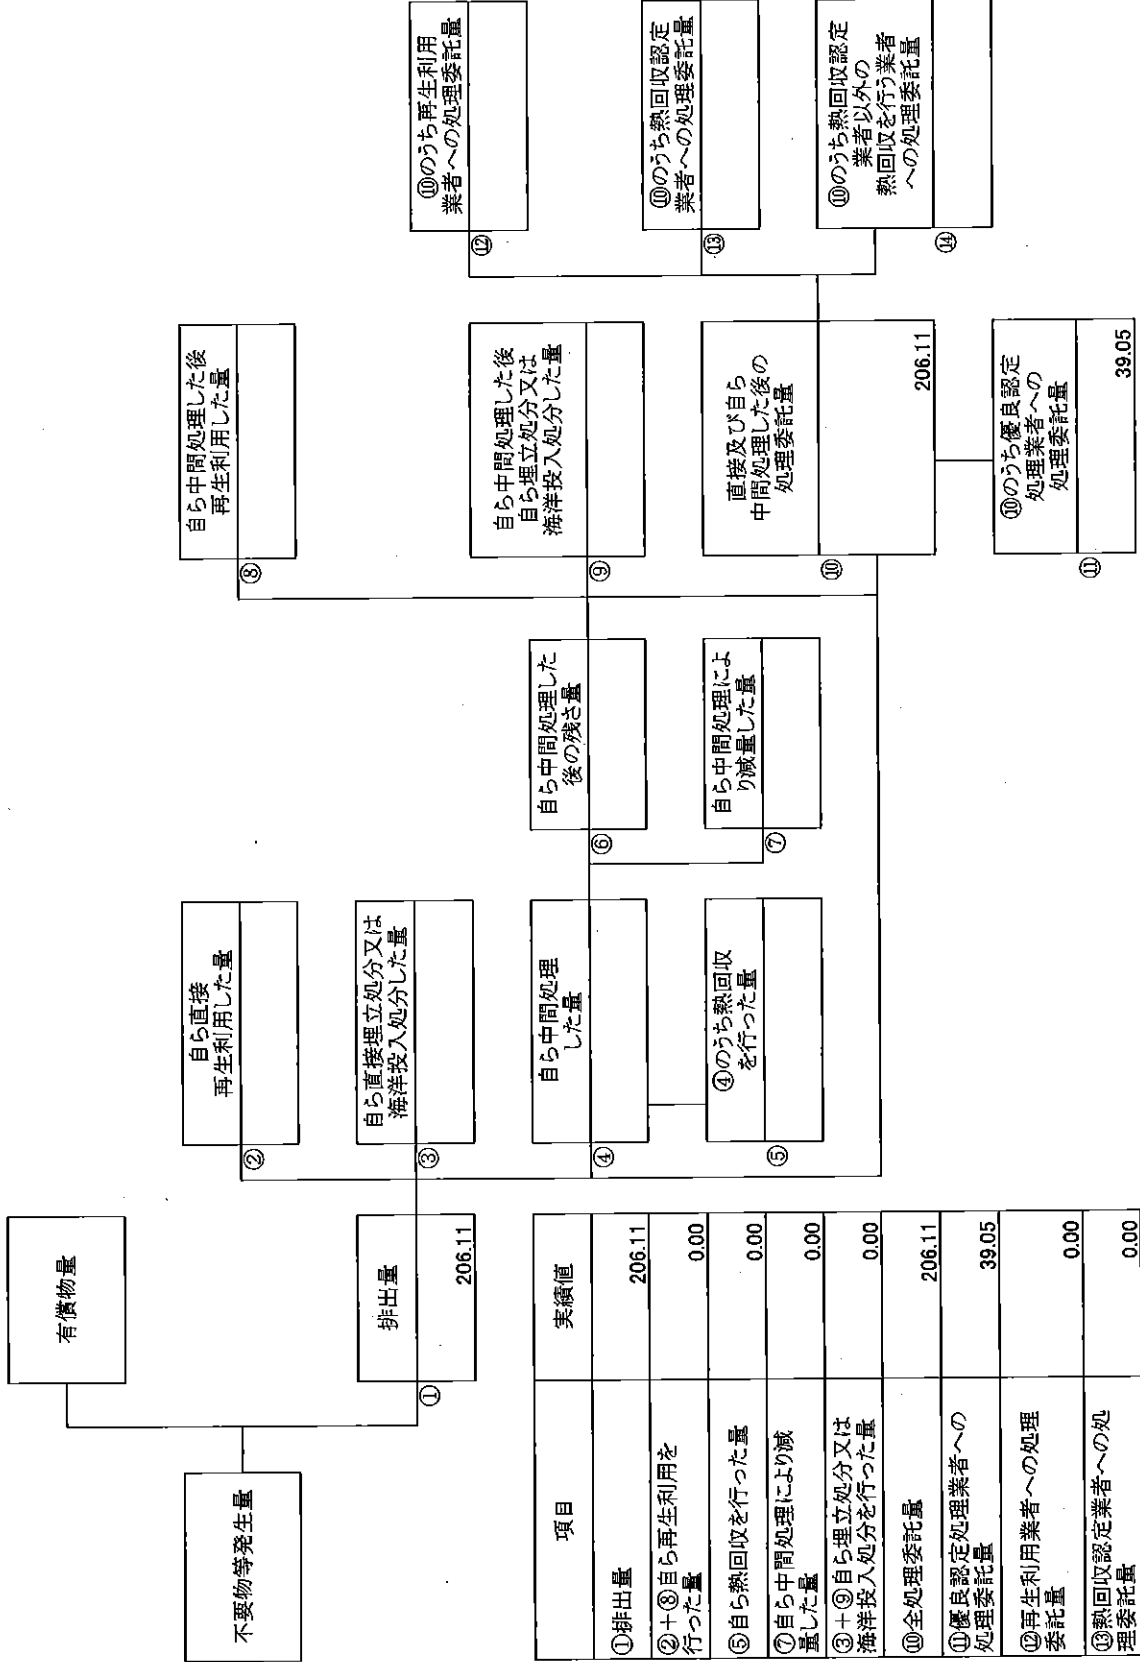 不要物等発生量
有償物量
排出量
①
206.11
自ら直接
再生利用した量
②
自ら直接埋立処分又は
海洋投入処分した量
③
自ら中間処理
した量
④
④のうち熱回収
を行った量
⑤
自ら中間処理した
後の残さ量
⑥
自ら中間処理によ
り減量した量
⑦
自ら中間処理した後
再生利用した量
⑧
自ら中間処理した後
自ら埋立処分又は
海洋投入処分した量
⑨
直接及び自ら
中間処理した後の
処理委託量
⑩
206.11
⑩のうち優良認定
処理業者への
処理委託量
⑪
39.05
⑩のうち再生利用
業者への処理委託量
⑫
⑩のうち熱回収認定
業者への処理委託量
⑬
⑩のうち熱回収認定
業者以外の
熱回収を行う業者
への処理委託量
⑭
項目 実績値
①排出量 206.11
②+⑧自ら再生利用を
行った量 0.00
⑤自ら熱回収を行った量 0.00
⑦自ら中間処理により減
量した量 0.00
③+⑨自ら埋立処分又は
海洋投入処分を行った量 0.00
⑩全処理委託量 206.11
⑪優良認定処理業者への
処理委託量 39.05
⑫再生利用業者への処理
委託量 0.00
⑬熱回収認定業者への処
理委託量 0.00